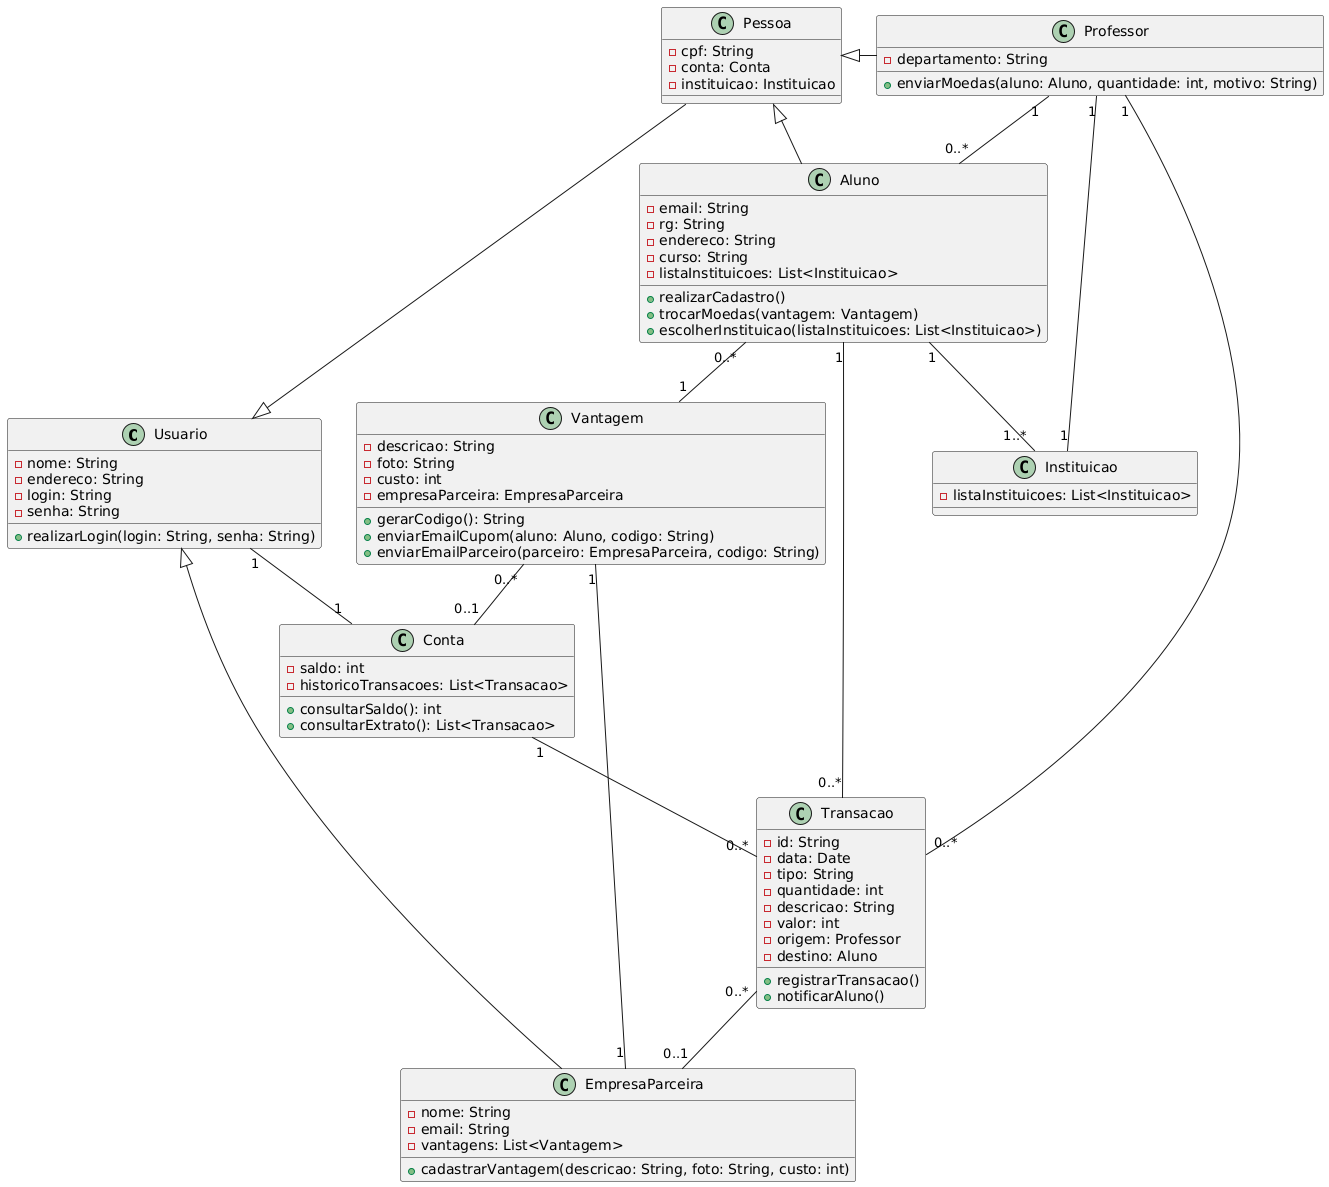 C Pessoa
cpf: String
conta: Conta
instituicao: Instituicao
C Professor
departamento: String
enviarMoedas(aluno: Aluno, quantidade: int, motivo: String)
1
1
1
0..*
C Aluno
email: String
rg: String
endereco: String
curso: String
listaInstituicoes: List<Instituicao>
realizarCadastro()
trocarMoedas(vantagem: Vantagem)
escolherInstituicao(listaInstituicoes: List<Instituicao>)
0..*
1
1
1
1..*
1
C Usuario
nome: String
endereco: String
login: String
senha: String
realizarLogin(login: String, senha: String)
C Vantagem
descricao: String
foto: String
custo: int
empresaParceira: EmpresaParceira
gerarCodigo(): String
enviarEmailCupom(aluno: Aluno, codigo: String)
enviarEmailParceiro(parceiro: EmpresaParceira, codigo: String)
C Instituicao
listaInstituicoes: List<Instituicao>
1
0..*
1
1
0..1
C Conta
saldo: int
historicoTransacoes: List<Transacao>
consultarSaldo(): int
consultarExtrato(): List<Transacao>
1
0..*
0..*
0..*
C Transacao
id: String
data: Date
tipo: String
quantidade: int
descricao: String
valor: int
origem: Professor
destino: Aluno
registrarTransacao()
notificarAluno()
0..*
1
0..1
C EmpresaParceira
nome: String
email: String
vantagens: List<Vantagem>
cadastrarVantagem(descricao: String, foto: String, custo: int)